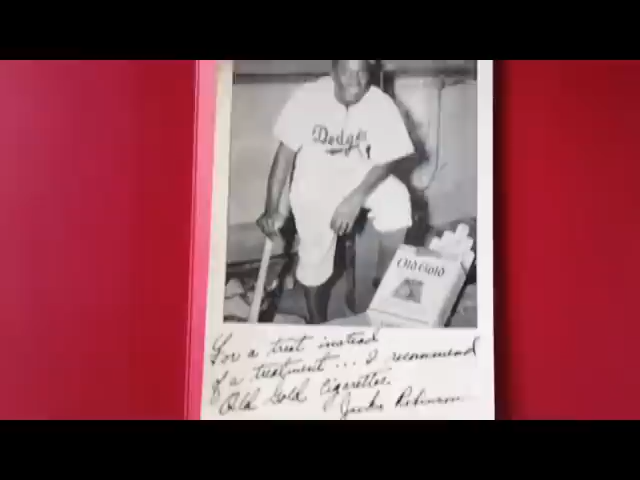 Dodgers
Old Gold
For a treat instead
of a treatment... I recommend
Old Gold Cigarettes.
Jackie Robinson